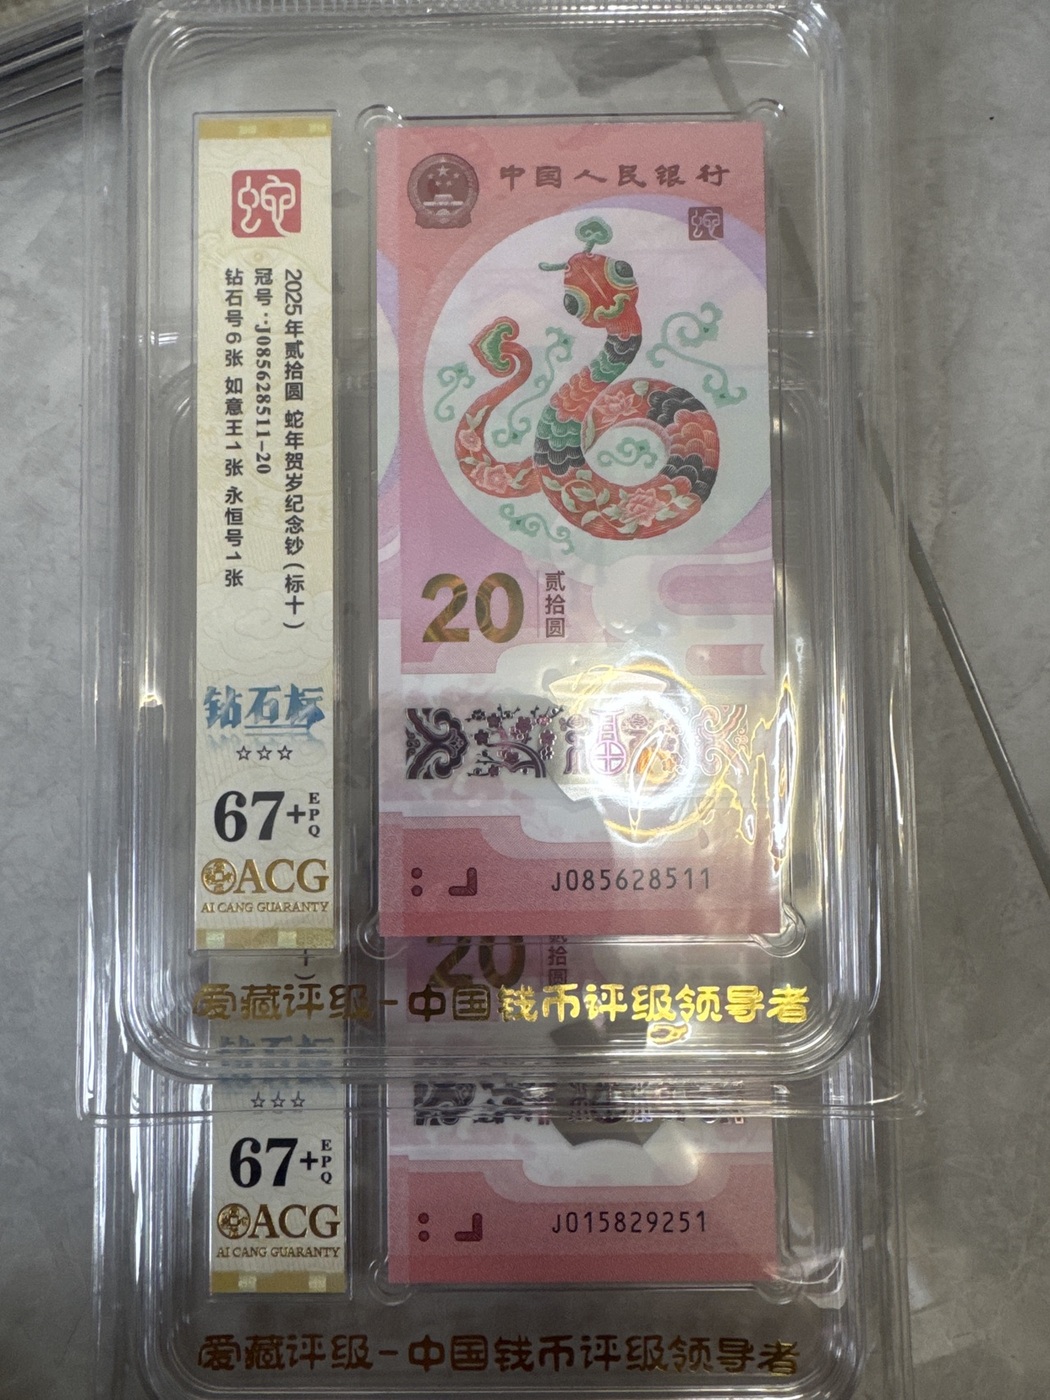 蛇
2025年贰拾圆 蛇年贺岁纪念钞(标十)
冠号:J085628511-20
钻石号6张 如意王1张 永恒号1张
钻石标
☆☆☆
67+EPQ
ACG
AI CANG GUARANTY
中国人民银行
20
贰拾圆
J085628511
爱藏评级-中国钱币评级领导者
十)
20
拾圆
☆☆☆
67+EPQ
ACG
AI CANG GUARANTY
J015829251
爱藏评级-中国钱币评级领导者